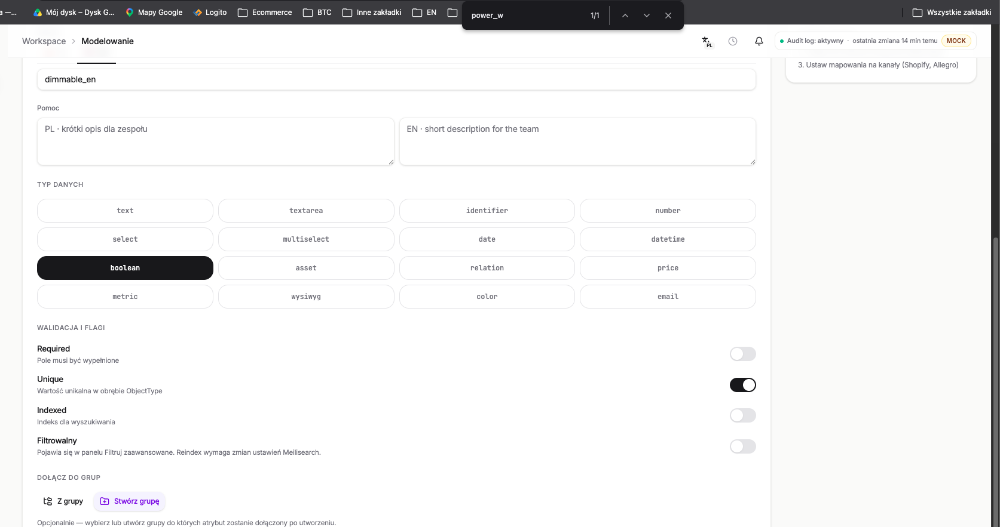 a —...
Mój dysk – Dysk G...
Mapy Google
Logito
Ecommerce
BTC
Inne zakładki
EN
power_w
1/1
Wszystkie zakładki
Workspace
Modelowanie
PL
Audit log: aktywny · ostatnia zmiana 14 min temu
MOCK
3. Ustaw mapowania na kanały (Shopify, Allegro)
dimmable_en
Pomoc
PL · krótki opis dla zespołu
EN · short description for the team
TYP DANYCH
text
textarea
identifier
number
select
multiselect
date
datetime
boolean
asset
relation
price
metric
wysiwyg
color
email
WALIDACJA I FLAGI
Required
Pole musi być wypełnione
Unique
Wartość unikalna w obrębie ObjectType
Indexed
Indeks dla wyszukiwania
Filtrowalny
Pojawia się w panelu Filtruj zaawansowane. Reindex wymaga zmian ustawień Meilisearch.
DOŁĄCZ DO GRUP
Z grupy
Stwórz grupę
Opcjonalnie — wybierz lub utwórz grupy do których atrybut zostanie dołączony po utworzeniu.